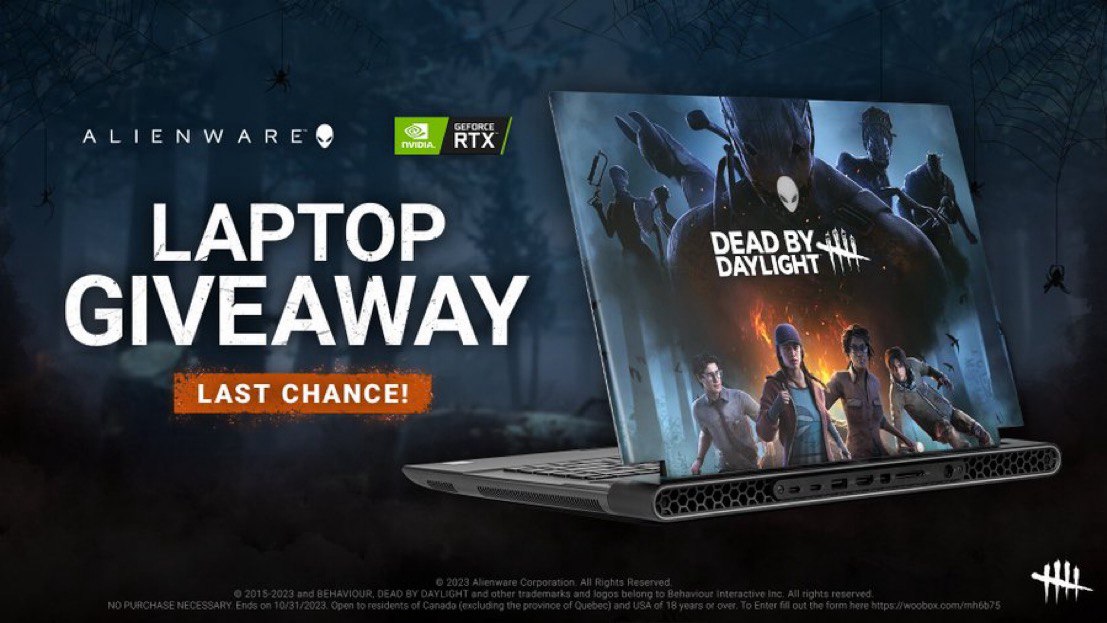 ALIENWARE™
NVIDIA.
GEFORCE
RTX
LAPTOP
GIVEAWAY
LAST CHANCE!
DEAD BY
DAYLIGHT
© 2023 Alienware Corporation. All Rights Reserved.
© 2015-2023 and BEHAVIOUR, DEAD BY DAYLIGHT and other trademarks and logos belong to Behaviour Interactive Inc. All rights reserved.
NO PURCHASE NECESSARY. Ends on 10/31/2023. Open to residents of Canada (excluding the province of Quebec) and USA of 18 years or over. To Enter fill out the form here https://woobox.com/mh6b75